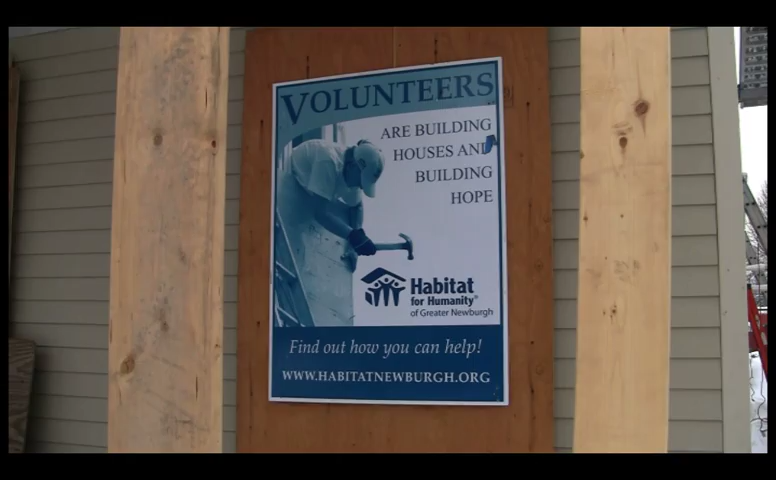 VOLUNTEERS
ARE BUILDING
HOUSES AND
BUILDING
HOPE
Habitat
for Humanity®
of Greater Newburgh
Find out how you can help!
WWW.HABITATNEWBURGH.ORG